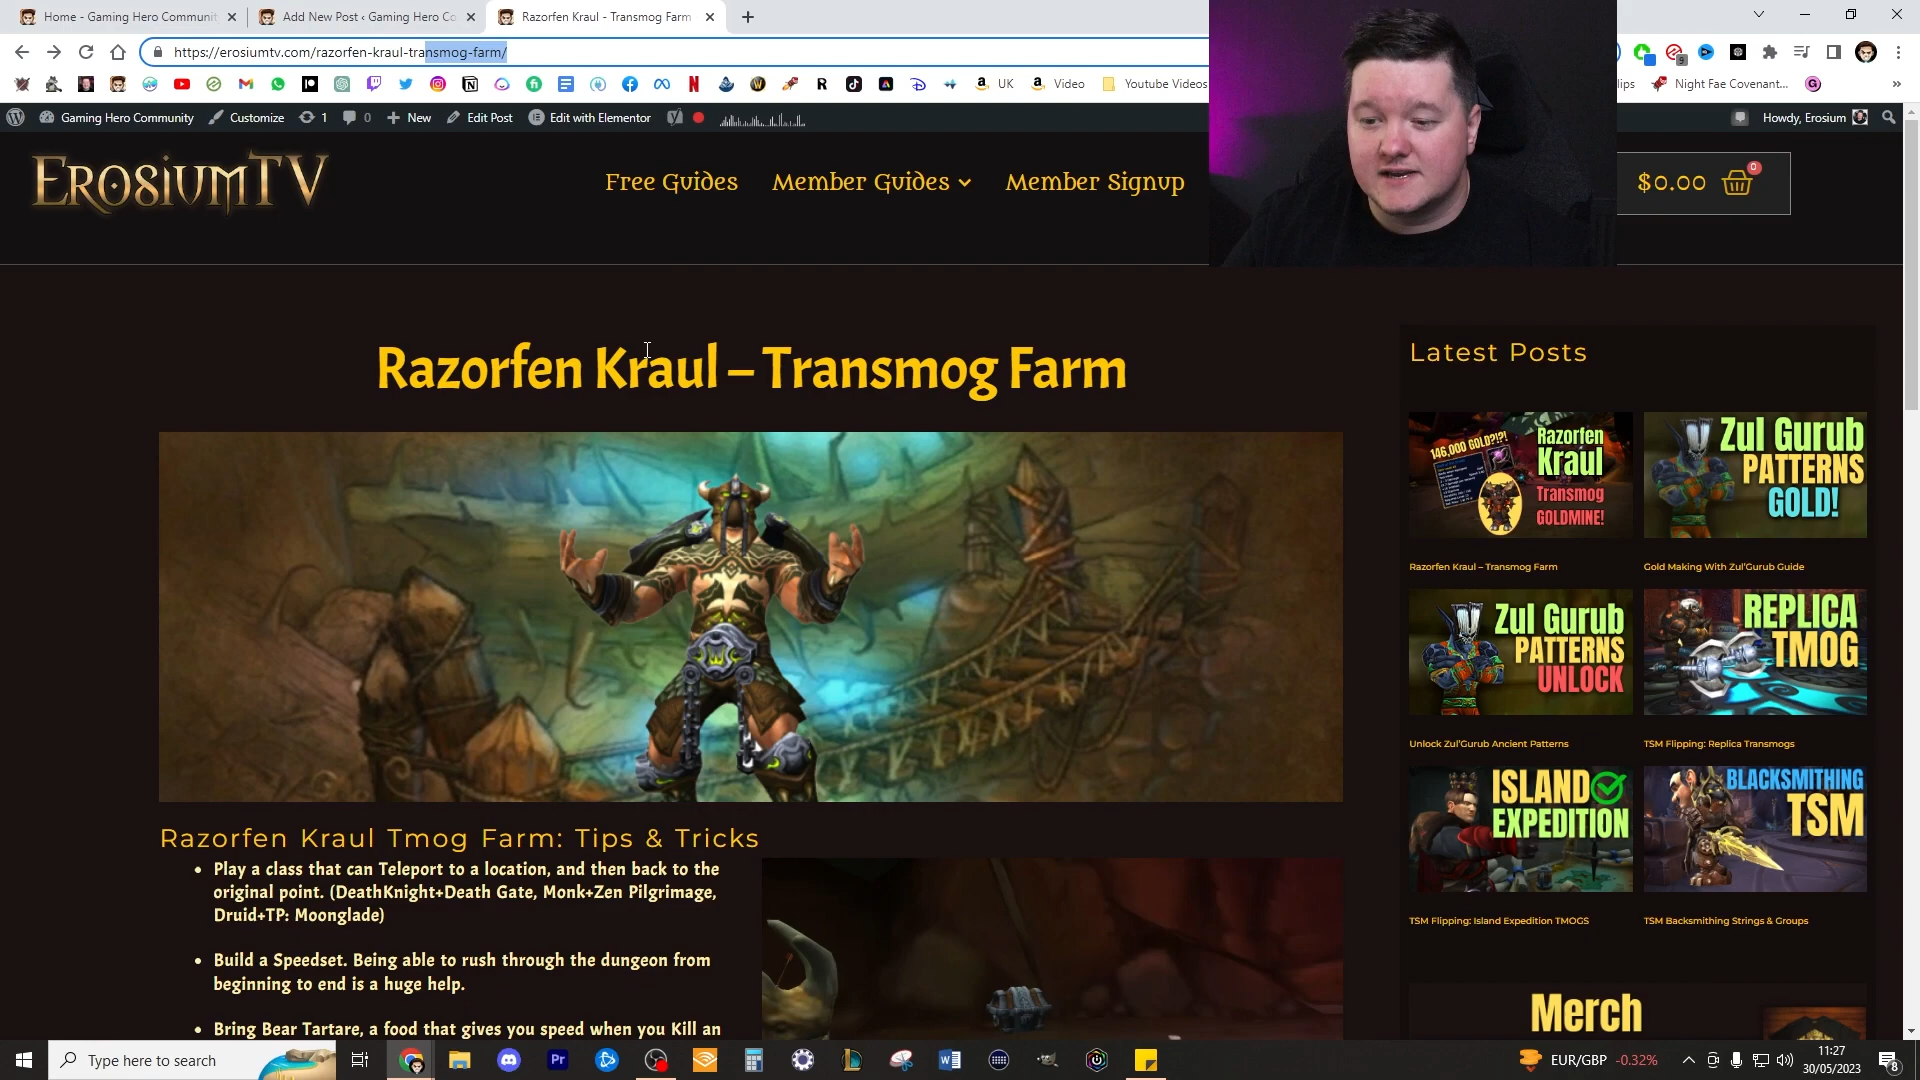 Home - Gaming Hero Communit
Add New Post ‹ Gaming Hero Co
Razorfen Kraul - Transmog Farm
https://erosiumtv.com/razorfen-kraul-transmog-farm/
UK
Video
Youtube Videos
lips
Night Fae Covenant...
Gaming Hero Community
Customize
1
0
New
Edit Post
Edit with Elementor
Howdy, Erosium
EROSIUMTV
Free Guides
Member Guides
Member Signup
$0.00
0
Razorfen Kraul – Transmog Farm
Razorfen Kraul Tmog Farm: Tips & Tricks
• Play a class that can Teleport to a location, and then back to the
original point. (DeathKnight+Death Gate, Monk+Zen Pilgrimage,
Druid+TP: Moonglade)
• Build a Speedset. Being able to rush through the dungeon from
beginning to end is a huge help.
• Bring Bear Tartare, a food that gives you speed when you Kill an
Latest Posts
146,000 GOLD?!?!
Razorfen
Kraul
Transmog
GOLDMINE!
Razorfen Kraul – Transmog Farm
Zul Gurub
PATTERNS
GOLD!
Gold Making With Zul'Gurub Guide
Zul Gurub
PATTERNS
UNLOCK
Unlock Zul'Gurub Ancient Patterns
REPLICA
TMOG
TSM Flipping: Replica Transmogs
ISLAND
EXPEDITION
TSM Flipping: Island Expedition TMOGS
BLACKSMITHING
TSM
TSM Backsmithing Strings & Groups
Merch
Type here to search
EUR/GBP -0.32%
11:27
30/05/2023
8